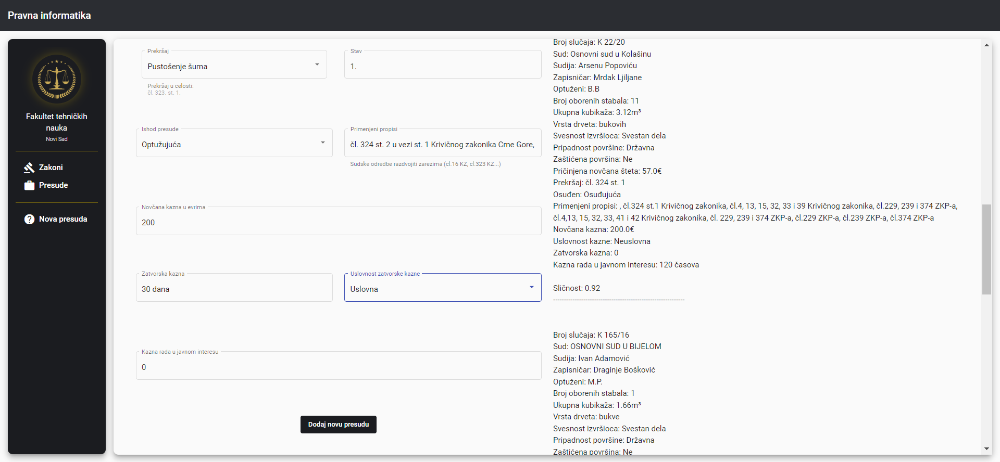 Pravna informatika
Fakultet tehničkih
nauka
Novi Sad
Zakoni
Presude
Nova presuda
Prekršaj
Pustošenje šuma
Prekršaj u celosti:
čl. 323. st. 1.
Stav
1.
Ishod presude
Optužujuća
Primenjeni propisi
čl. 324 st. 2 u vezi st. 1 Krivičnog zakonika Crne Gore,
Sudske odredbe razdvojiti zarezima (cl.16 KZ, cl.323 KZ...)
Novčana kazna u evrima
200
Zatvorska kazna
30 dana
Uslovnost zatvorske kazne
Uslovna
Kazna rada u javnom interesu
0
Dodaj novu presudu
Broj slučaja: K 22/20
Sud: Osnovni sud u Kolašinu
Sudija: Arsenu Popoviću
Zapisničar: Mrdak Ljiljane
Optuženi: B.B
Broj oborenih stabala: 11
Ukupna kubikaža: 3.12m³
Vrsta drveta: bukovih
Svesnost izvršioca: Svestan dela
Pripadnost površine: Državna
Zaštićena površina: Ne
Pričinjena novčana šteta: 57.0€
Prekršaj: čl. 324 st. 1
Osuđen: Osuđujuća
Primenjeni propisi: , čl.324 st.1 Krivičnog zakonika, čl.4, 13, 15, 32, 33 i 39 Krivičnog zakonika, čl.229, 239 i 374 ZKP-a,
čl.4,13, 15, 32, 33, 41 i 42 Krivičnog zakonika, čl. 229, 239 i 374 ZKP-a, čl.229 ZKP-a, čl.239 ZKP-a, čl.374 ZKP-a
Novčana kazna: 200.0€
Uslovnost kazne: Neuslovna
Zatvorska kazna: 0
Kazna rada u javnom interesu: 120 časova
Sličnost: 0.92
------------------------------------------------------------
Broj slučaja: K 165/16
Sud: OSNOVNI SUD U BIJELOM
Sudija: Ivan Adamović
Zapisničar: Draginje Bošković
Optuženi: M.P.
Broj oborenih stabala: 1
Ukupna kubikaža: 1.66m³
Vrsta drveta: bukve
Svesnost izvršioca: Svestan dela
Pripadnost površine: Državna
Zaštićena površina: Ne